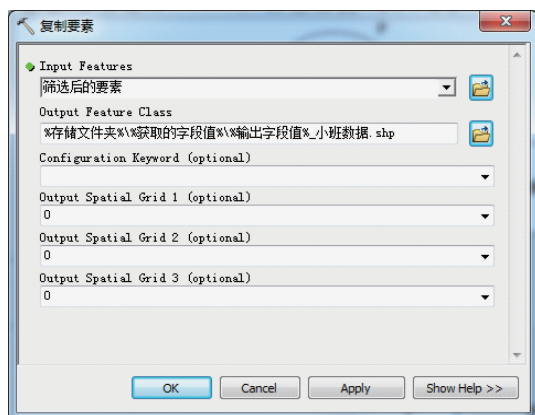 复制要素
Input Features
筛选后的要素
Output Feature Class
%存储文件夹%\%获取的字段值%\%输出字段值%_小班数据.shp
Configuration Keyword (optional)
Output Spatial Grid 1 (optional)
0
Output Spatial Grid 2 (optional)
0
Output Spatial Grid 3 (optional)
0
OK
Cancel
Apply
Show Help >>